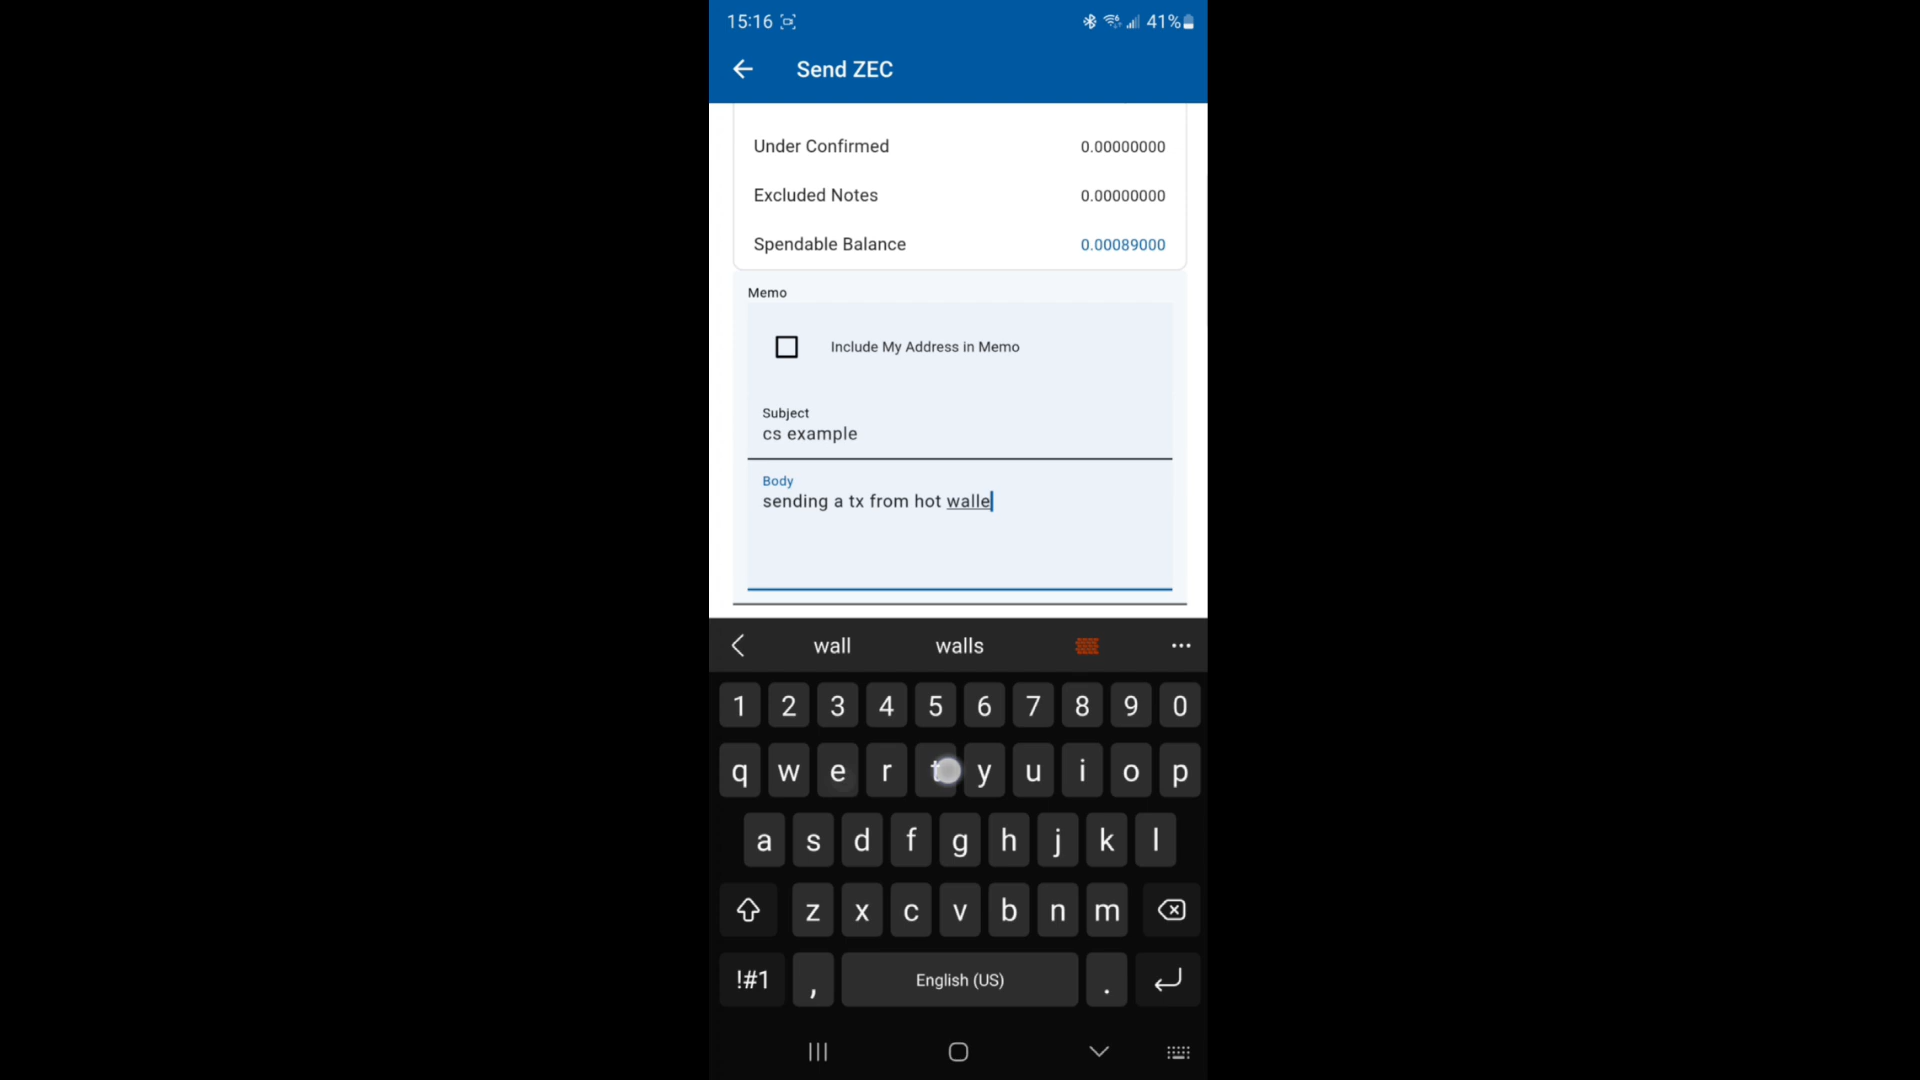 15:16 41%
Send ZEC
Under Confirmed 0.00000000
Excluded Notes 0.00000000
Spendable Balance 0.00089000
Memo
Include My Address in Memo
Subject
cs example
Body
sending a tx from hot walle
wall walls
1 2 3 4 5 6 7 8 9 0
q w e r t y u i o p
a s d f g h j k l
z x c v b n m
!#1 , English (US) .